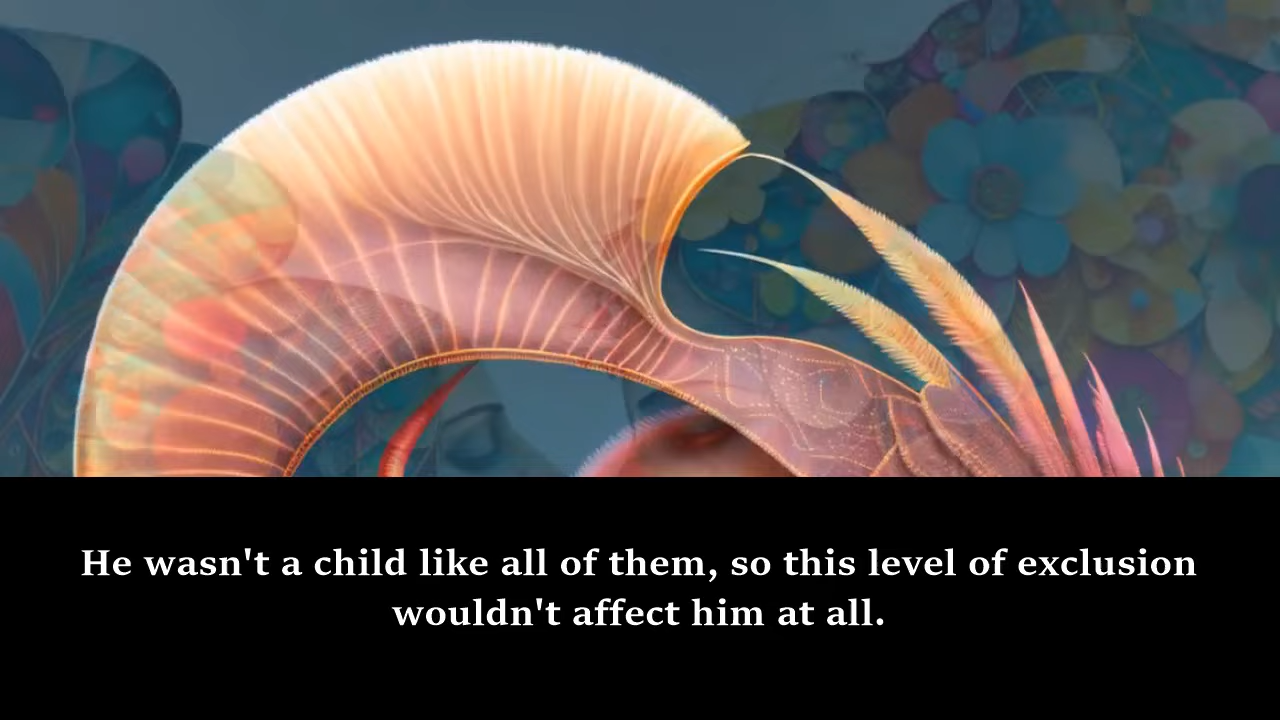 He wasn't a child like all of them, so this level of exclusion
wouldn't affect him at all.